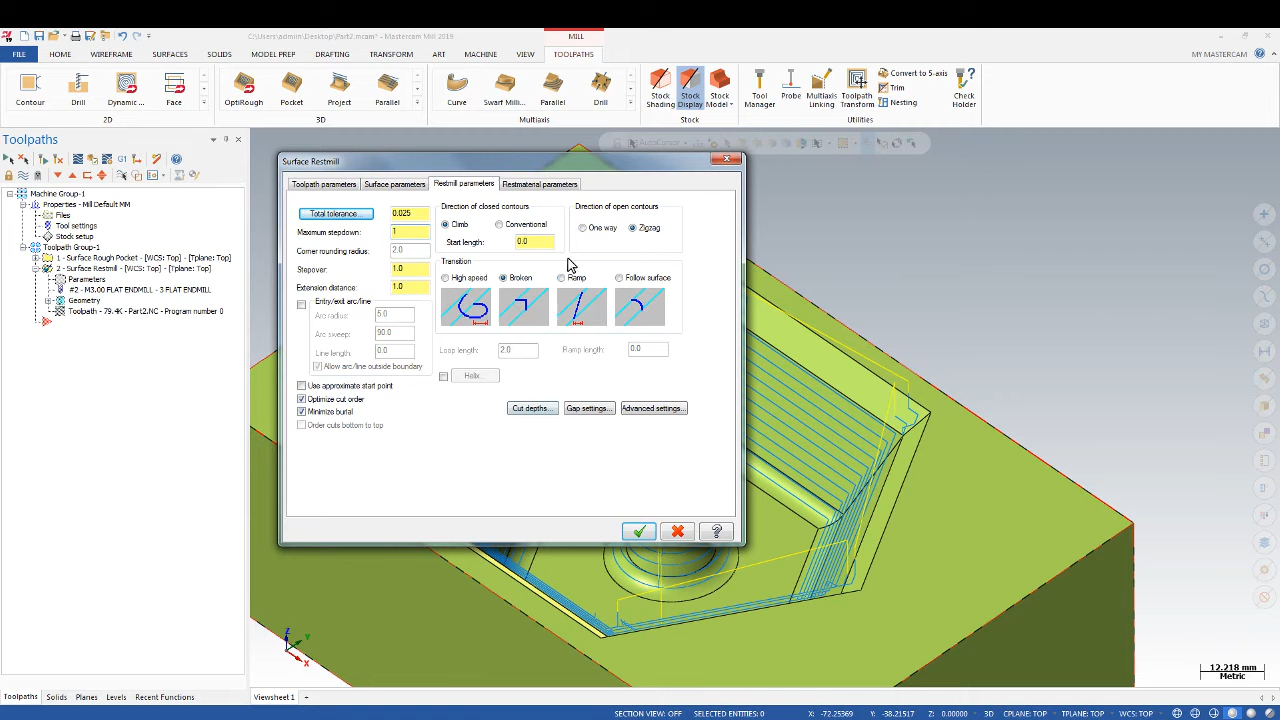 C:\Users\admin\Desktop\Part2.mcam* - Mastercam Mill 2019
MILL
FILE HOME WIREFRAME SURFACES SOLIDS MODEL PREP DRAFTING TRANSFORM ART MACHINE VIEW TOOLPATHS MY MASTERCAM
Contour Drill Dynamic ... Face
OptiRough Pocket Project Parallel
Curve Swarf Milli... Parallel Drill
Stock Shading Stock Display Stock Model
Tool Manager Probe Multiaxis Linking Toolpath Transform
Convert to 5-axis
Trim
Nesting
Check Holder
2D 3D Multiaxis Stock Utilities
Toolpaths
AutoCursor
Machine Group-1
Properties - Mill Default MM
Files
Tool settings
Stock setup
Toolpath Group-1
1 - Surface Rough Pocket - [WCS: Top] - [Tplane: Top]
2 - Surface Restmill - [WCS: Top] - [Tplane: Top]
Parameters
#2 - M3.00 FLAT ENDMILL - 3 FLAT ENDMILL
Geometry
Toolpath - 79.4K - Part2.NC - Program number 0
Surface Restmill
Toolpath parameters Surface parameters Restmill parameters Restmaterial parameters
Total tolerance... 0.025
Maximum stepdown: 1
Corner rounding radius: 2.0
Stepover: 1.0
Extension distance: 1.0
Entry/exit arc/line
Arc radius: 5.0
Arc sweep: 90.0
Line length: 0.0
Allow arc/line outside boundary
Use approximate start point
Optimize cut order
Minimize burial
Order cuts bottom to top
Direction of closed contours
Climb Conventional
Start length: 0.0
Direction of open contours
One way Zigzag
Transition
High speed Broken Ramp Follow surface
Loop length: 2.0 Ramp length: 0.0
Helix...
Cut depths... Gap settings... Advanced settings...
Z
Y
X
12.218 mm
Metric
Toolpaths Solids Planes Levels Recent Functions
Viewsheet 1 +
SECTION VIEW: OFF SELECTED ENTITIES: 0 X: -72.25369 Y: -38.21517 Z: 0.00000 3D CPLANE: TOP TPLANE: TOP WCS: TOP